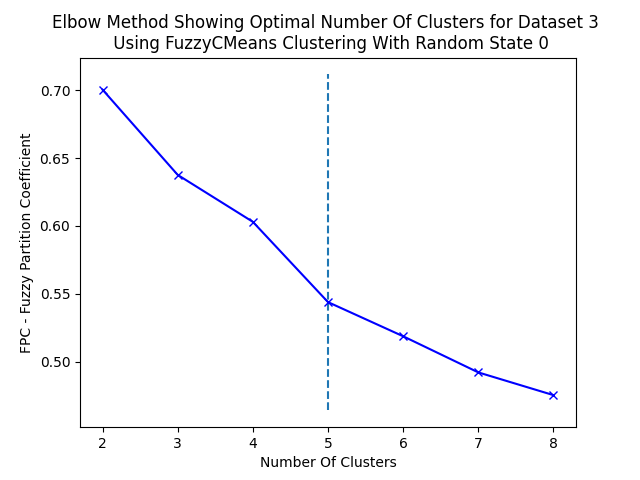 Elbow Method Showing Optimal Number Of Clusters for Dataset 3
Using FuzzyCMeans Clustering With Random State 0
FPC - Fuzzy Partition Coefficient
0.70
0.65
0.60
0.55
0.50
2 3 4 5 6 7 8
Number Of Clusters